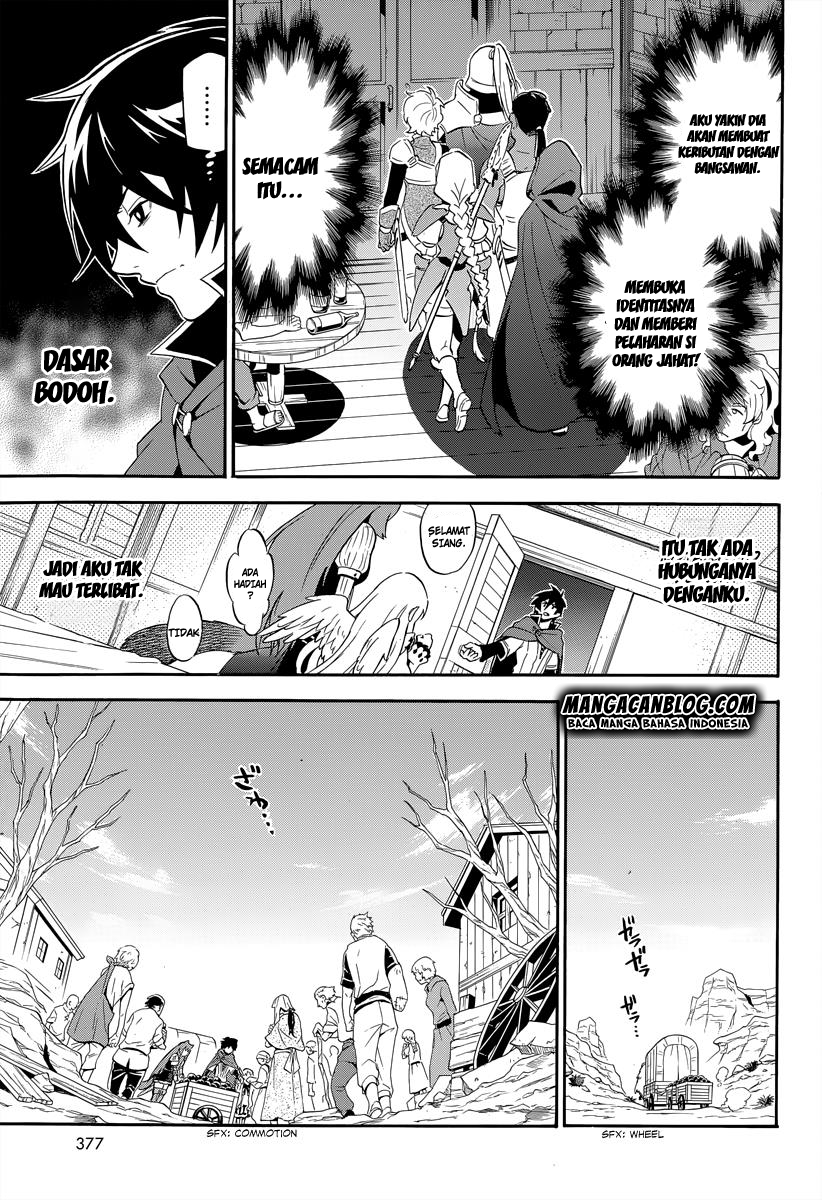 AKU YAKIN DIA
AKAN MEMBUAT
KERIBUTAN DENGAN
BANGSAWAN.
MEMBUKA
IDENTITASNYA
DAN MEMBERI
PELAHARAN SI
ORANG JAHAT!
SEMACAM
ITU...
........
DASAR
BODOH.
ITU TAK ADA,
HUBUNGANYA
DENGANKU.
SELAMAT
SIANG.
ADA
HADIAH
?
TIDAK
JADI AKU TAK
MAU TERLIBAT.
MANGACANBLOG.COM
BACA MANGA BAHASA INDONESIA
ガラガラ
ガラ...
SFX: WHEEL
ざわ...
SFX: COMMOTION
377